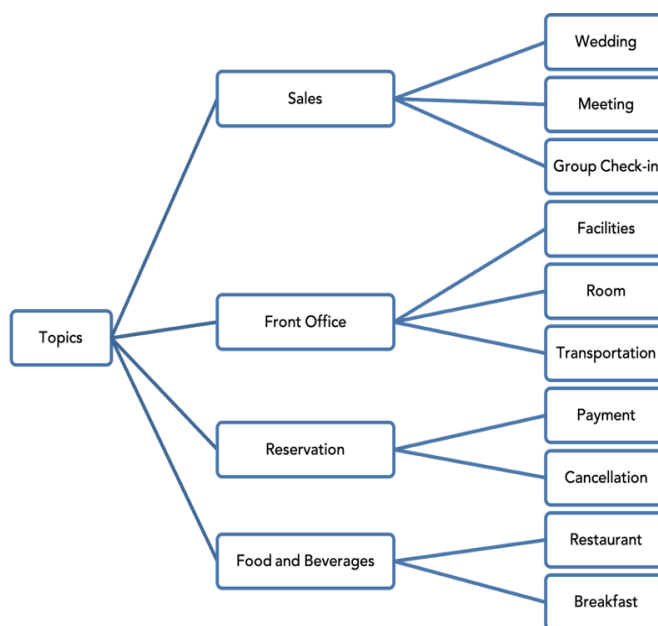 Topics
Sales
Wedding
Meeting
Group Check-in
Front Office
Facilities
Room
Transportation
Reservation
Payment
Cancellation
Food and Beverages
Restaurant
Breakfast